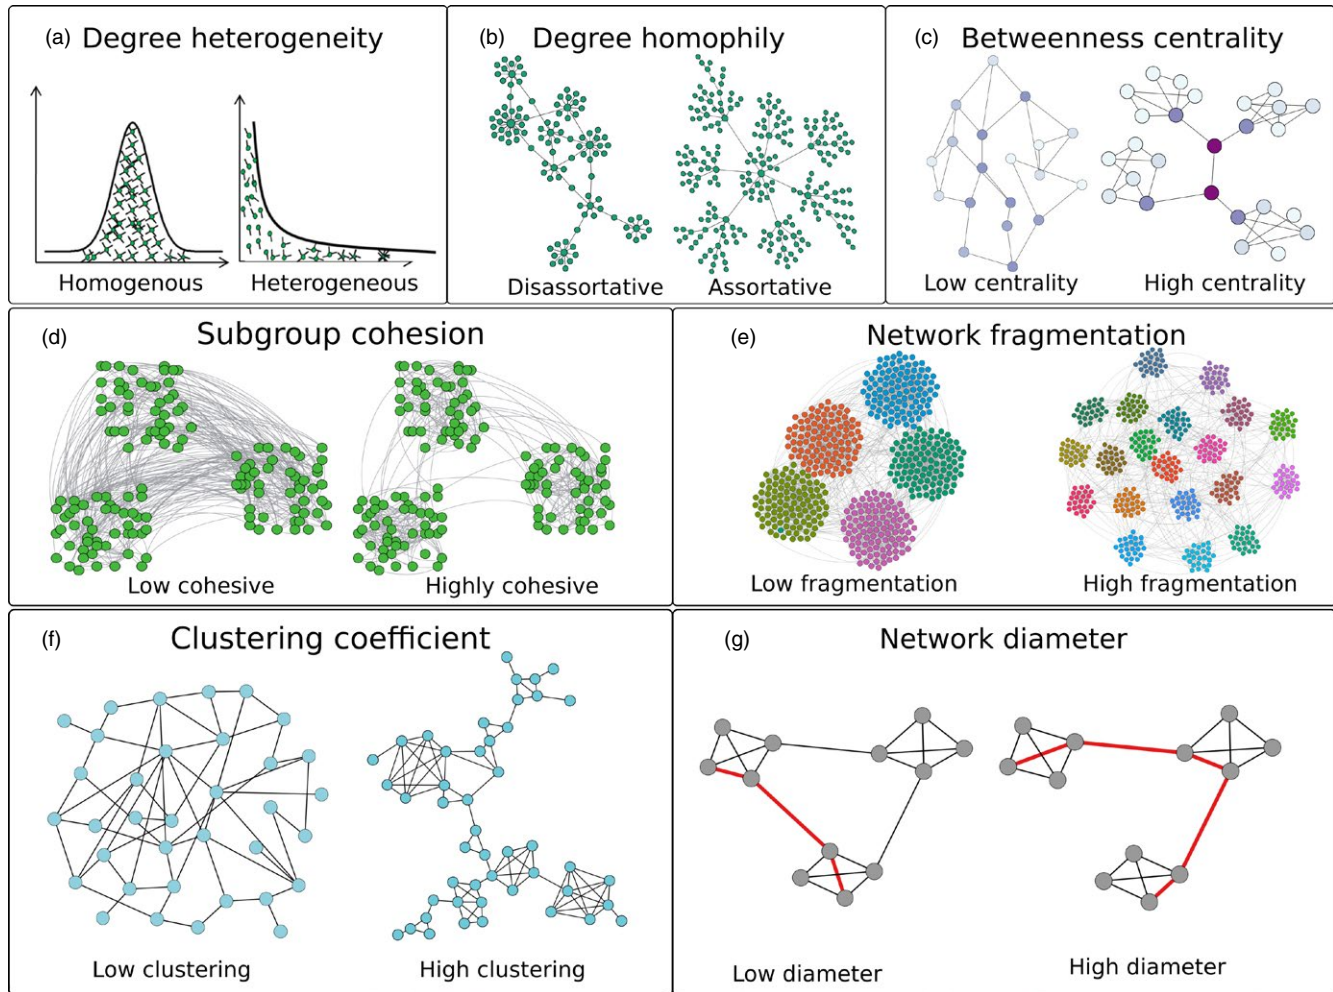 (a) Degree heterogeneity
Homogenous
Heterogeneous
(b) Degree homophily
Disassortative
Assortative
(c) Betweenness centrality
Low centrality
High centrality
(d) Subgroup cohesion
Low cohesive
Highly cohesive
(e) Network fragmentation
Low fragmentation
High fragmentation
(f) Clustering coefficient
Low clustering
High clustering
(g) Network diameter
Low diameter
High diameter